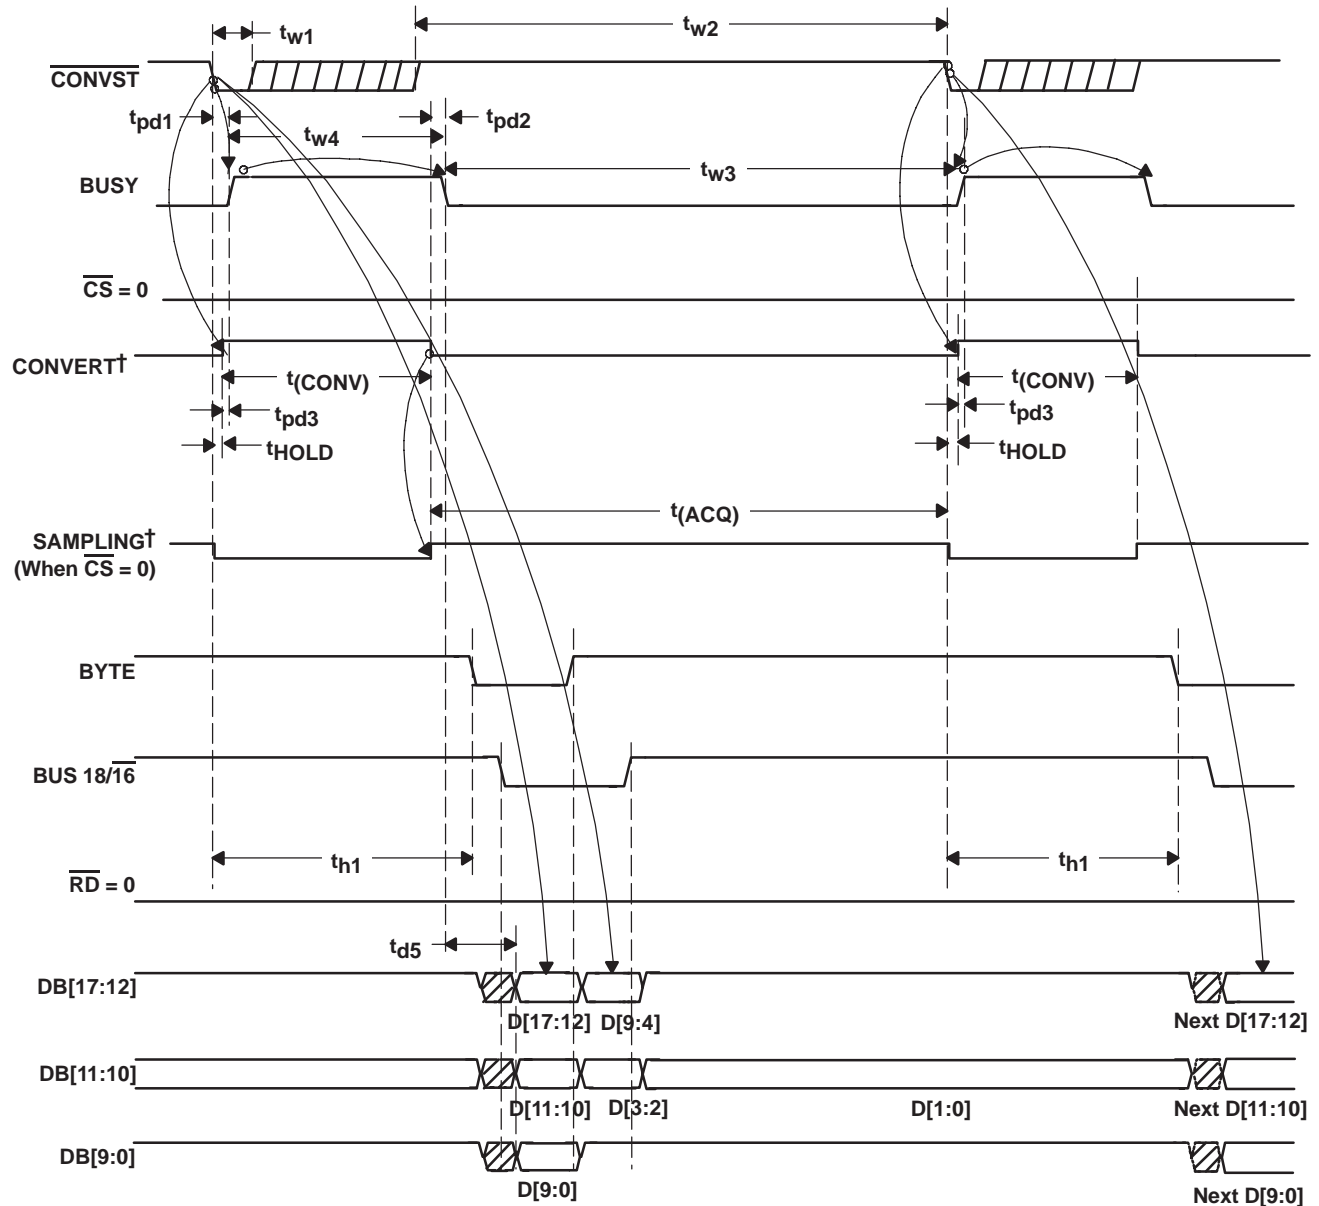 tw1
tw2
CONVST
tpd1
tw4
tpd2
BUSY
tw3
CS = 0
CONVERT†
t(CONV)
t(CONV)
tpd3
tpd3
tHOLD
tHOLD
t(ACQ)
SAMPLING†
(When CS = 0)
BYTE
BUS 18/16
th1
th1
RD = 0
td5
DB[17:12]
D[17:12] D[9:4] Next D[17:12]
DB[11:10]
D[11:10] D[3:2] D[1:0] Next D[11:10]
DB[9:0]
D[9:0] Next D[9:0]